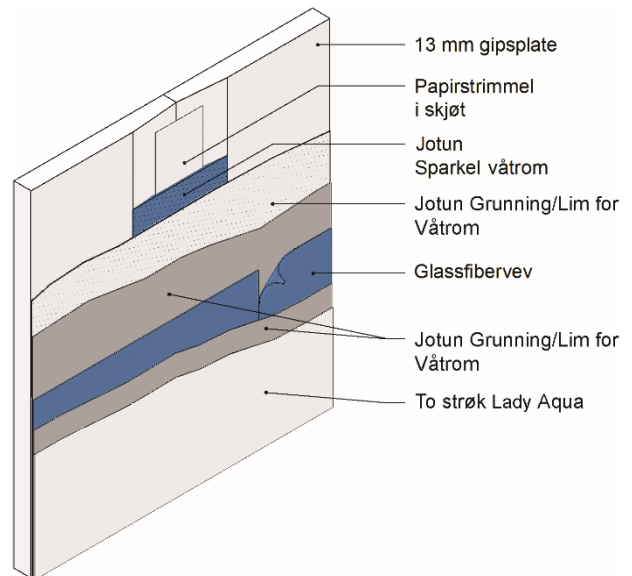 13 mm gipsplate
Papirstrimmel
i skjøt
Jotun
Sparkel våtrom
Jotun Grunning/Lim for
Våtrom
Glassfibervev
Jotun Grunning/Lim for
Våtrom
To strøk Lady Aqua